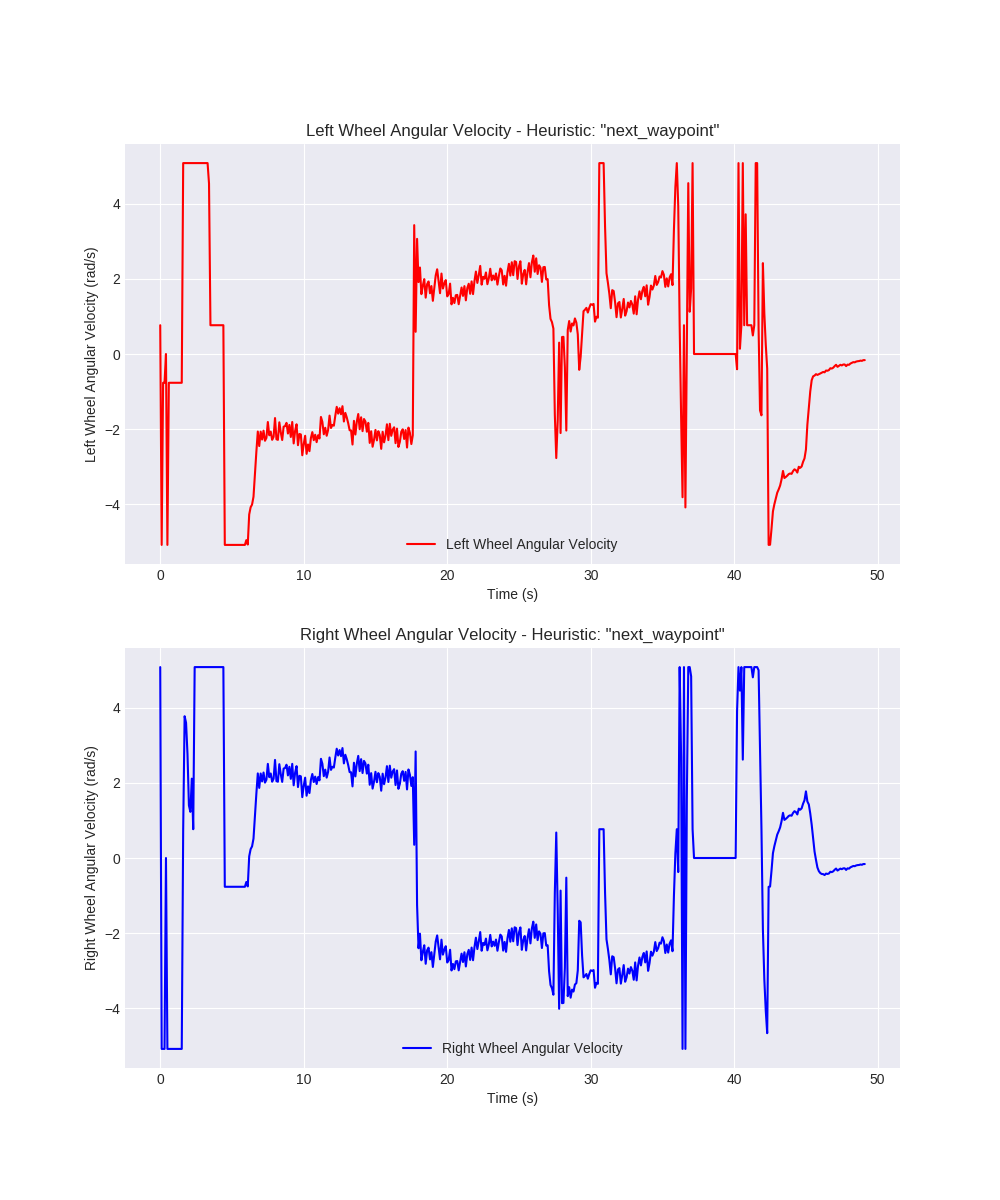 Left Wheel Angular Velocity - Heuristic: "next_waypoint"
Left Wheel Angular Velocity (rad/s)
4
2
0
−2
−4
Left Wheel Angular Velocity
0 10 20 30 40 50
Time (s)
Right Wheel Angular Velocity - Heuristic: "next_waypoint"
Right Wheel Angular Velocity (rad/s)
4
2
0
−2
−4
Right Wheel Angular Velocity
0 10 20 30 40 50
Time (s)